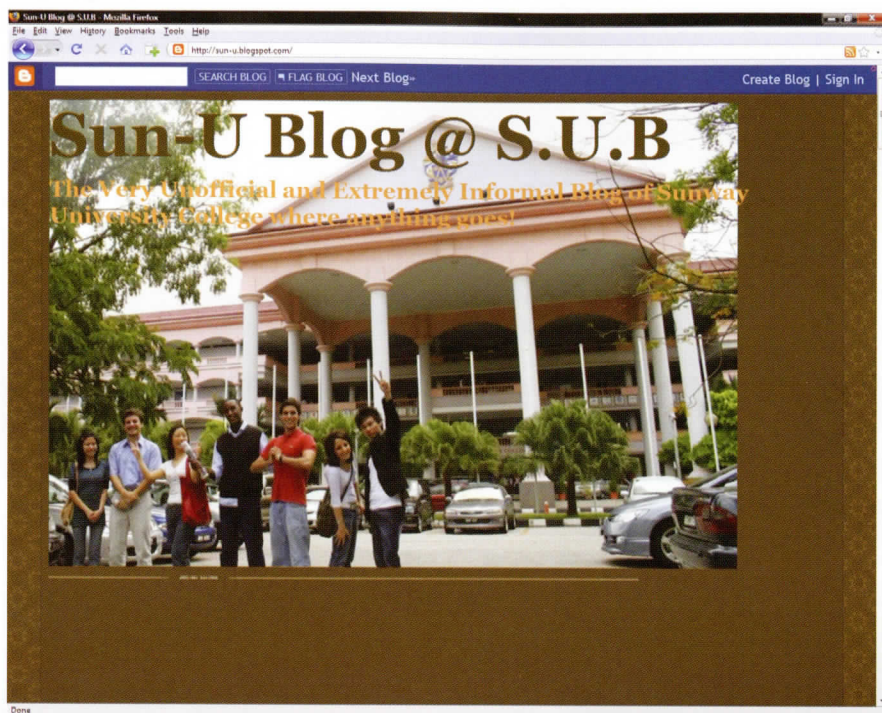 Sun-U Blog @ S.U.B - Mozilla Firefox
File Edit View History Bookmarks Tools Help
http://sun-u.blogspot.com/
SEARCH BLOG FLAG BLOG Next Blog» Create Blog | Sign In
Sun-U Blog @ S.U.B
The Very Unofficial and Extremely Informal Blog of Sunway
University College where anything goes!
Done